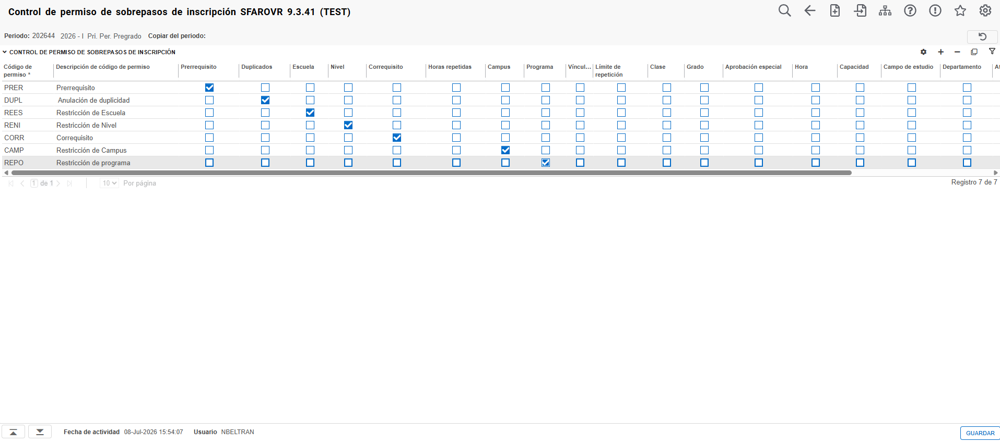 Control de permiso de sobrepasos de inscripción SFAROVR 9.3.41 (TEST)
Periodo: 202644 2026 - I Pri. Per. Pregrado Copiar del periodo:
CONTROL DE PERMISO DE SOBREPASOS DE INSCRIPCIÓN
Código de permiso * Descripción de código de permiso Prerrequisito Duplicados Escuela Nivel Correquisito Horas repetidas Campus Programa Víncul... Límite de repetición Clase Grado Aprobación especial Hora Capacidad Campo de estudio Departamento
PRER Prerrequisito
DUPL Anulación de duplicidad
REES Restricción de Escuela
RENI Restricción de Nivel
CORR Correquisito
CAMP Restricción de Campus
REPO Restricción de programa
1 de 1 10 Por página Registro 7 de 7
Fecha de actividad 08-Jul-2026 15:54:07 Usuario NBELTRAN
GUARDAR